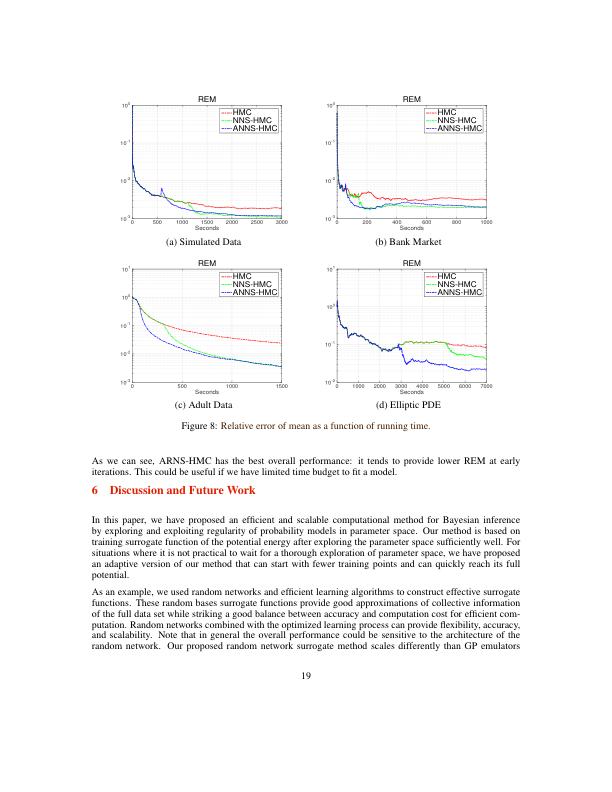 REM
10⁰
10⁻¹
10⁻²
10⁻³
0 500 1000 1500 2000 2500 3000
Seconds
HMC
NNS-HMC
ANNS-HMC
(a) Simulated Data
REM
10⁰
10⁻¹
10⁻²
10⁻³
0 200 400 600 800 1000
Seconds
HMC
NNS-HMC
ANNS-HMC
(b) Bank Market
REM
10¹
10⁰
10⁻¹
10⁻²
10⁻³
0 500 1000 1500
Seconds
HMC
NNS-HMC
ANNS-HMC
(c) Adult Data
REM
10¹
10⁰
10⁻¹
10⁻²
0 1000 2000 3000 4000 5000 6000 7000
Seconds
HMC
NNS-HMC
ANNS-HMC
(d) Elliptic PDE
Figure 8: Relative error of mean as a function of running time.
As we can see, ARNS-HMC has the best overall performance: it tends to provide lower REM at early
iterations. This could be useful if we have limited time budget to fit a model.
6 Discussion and Future Work
In this paper, we have proposed an efficient and scalable computational method for Bayesian inference
by exploring and exploiting regularity of probability models in parameter space. Our method is based on
training surrogate function of the potential energy after exploring the parameter space sufficiently well. For
situations where it is not practical to wait for a thorough exploration of parameter space, we have proposed
an adaptive version of our method that can start with fewer training points and can quickly reach its full
potential.
As an example, we used random networks and efficient learning algorithms to construct effective surrogate
functions. These random bases surrogate functions provide good approximations of collective information
of the full data set while striking a good balance between accuracy and computation cost for efficient com-
putation. Random networks combined with the optimized learning process can provide flexibility, accuracy,
and scalability. Note that in general the overall performance could be sensitive to the architecture of the
random network. Our proposed random network surrogate method scales differently than GP emulators
19